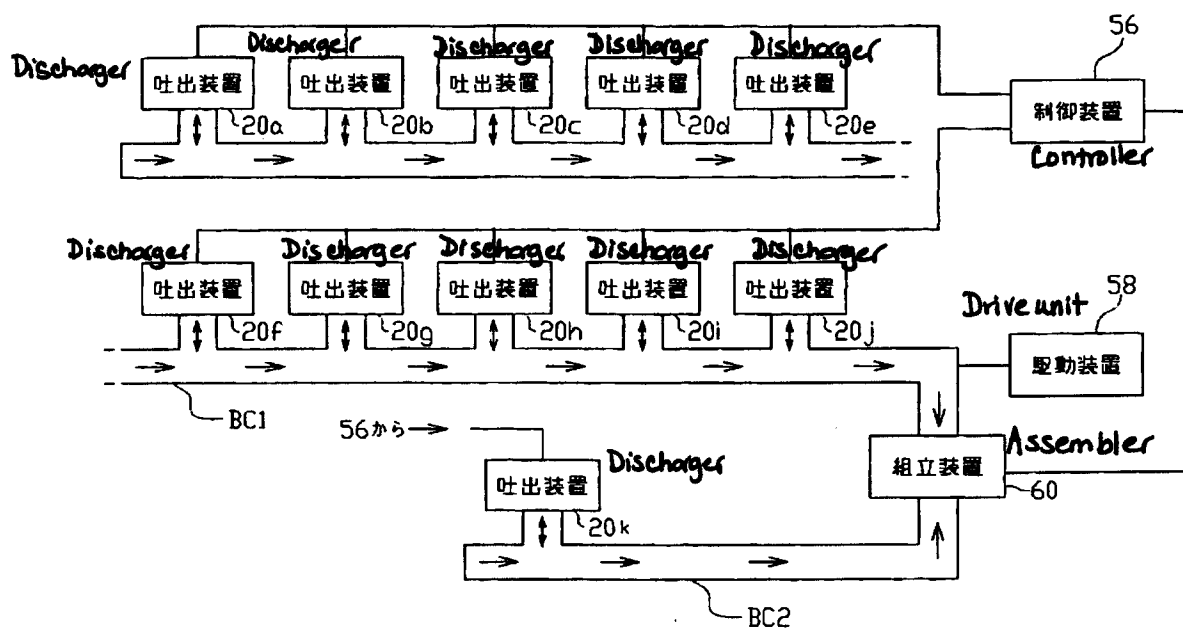 56
Discharger Discharger Discharger Discharger Discharger
吐出装置 吐出装置 吐出装置 吐出装置 吐出装置 制御装置
20a 20b 20c 20d 20e
Controller
Discharger Discharger Discharger Discharger Discharger
吐出装置 吐出装置 吐出装置 吐出装置 吐出装置
58
Drive unit
20f 20g 20h 20i 20j
駆動装置
BC1
56から
Discharger
Assembler
吐出装置
組立装置
60
20k
BC2